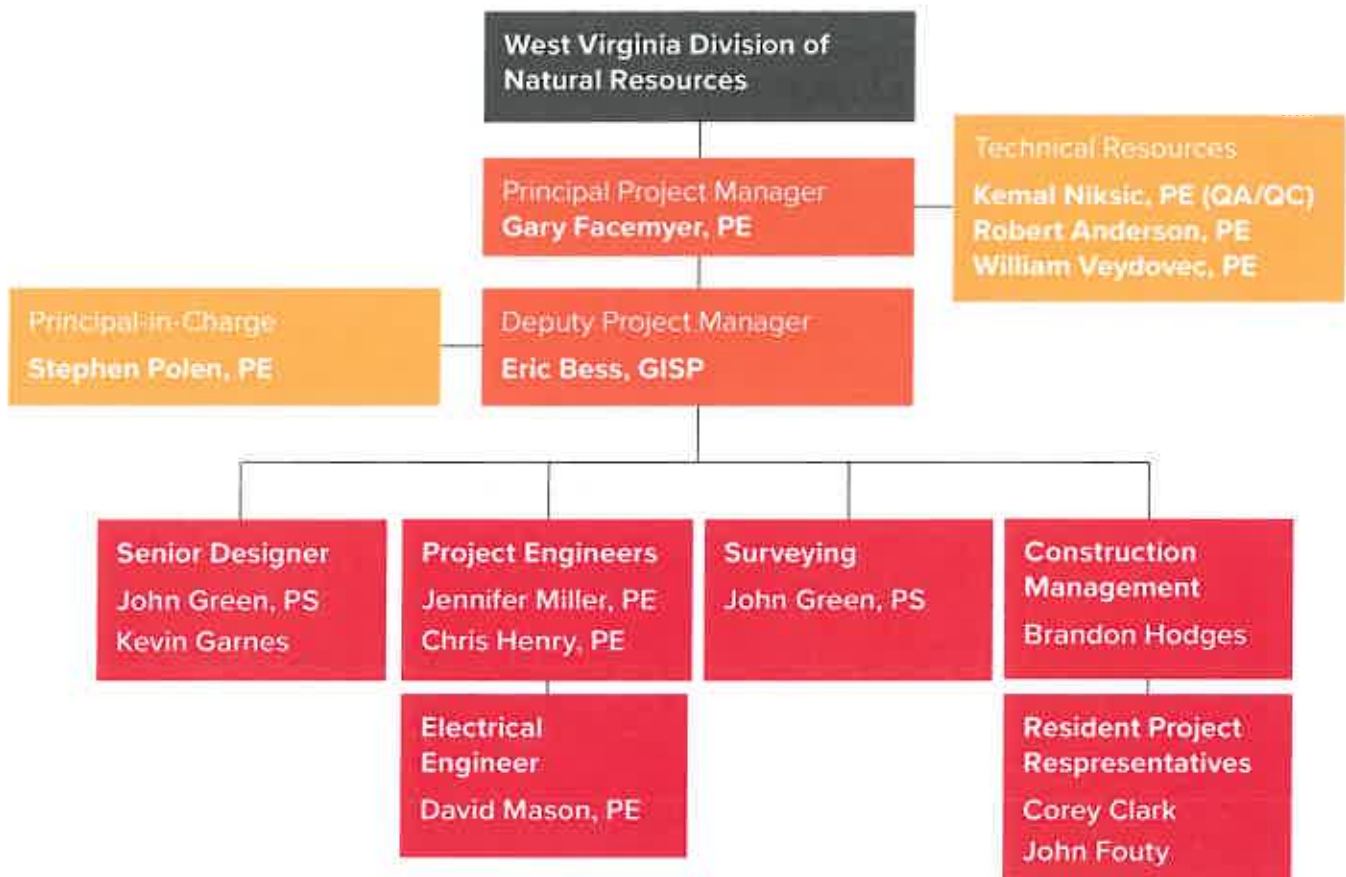 West Virginia Division of
Natural Resources
Technical Resources
Kemal Niksic, PE (QA/QC)
Robert Anderson, PE
William Veydovec, PE
Principal Project Manager
Gary Facemyer, PE
Principal-in-Charge
Stephen Polen, PE
Deputy Project Manager
Eric Bess, GISP
Senior Designer
John Green, PS
Kevin Garnes
Project Engineers
Jennifer Miller, PE
Chris Henry, PE
Surveying
John Green, PS
Construction
Management
Brandon Hodges
Electrical
Engineer
David Mason, PE
Resident Project
Respresentatives
Corey Clark
John Fouty